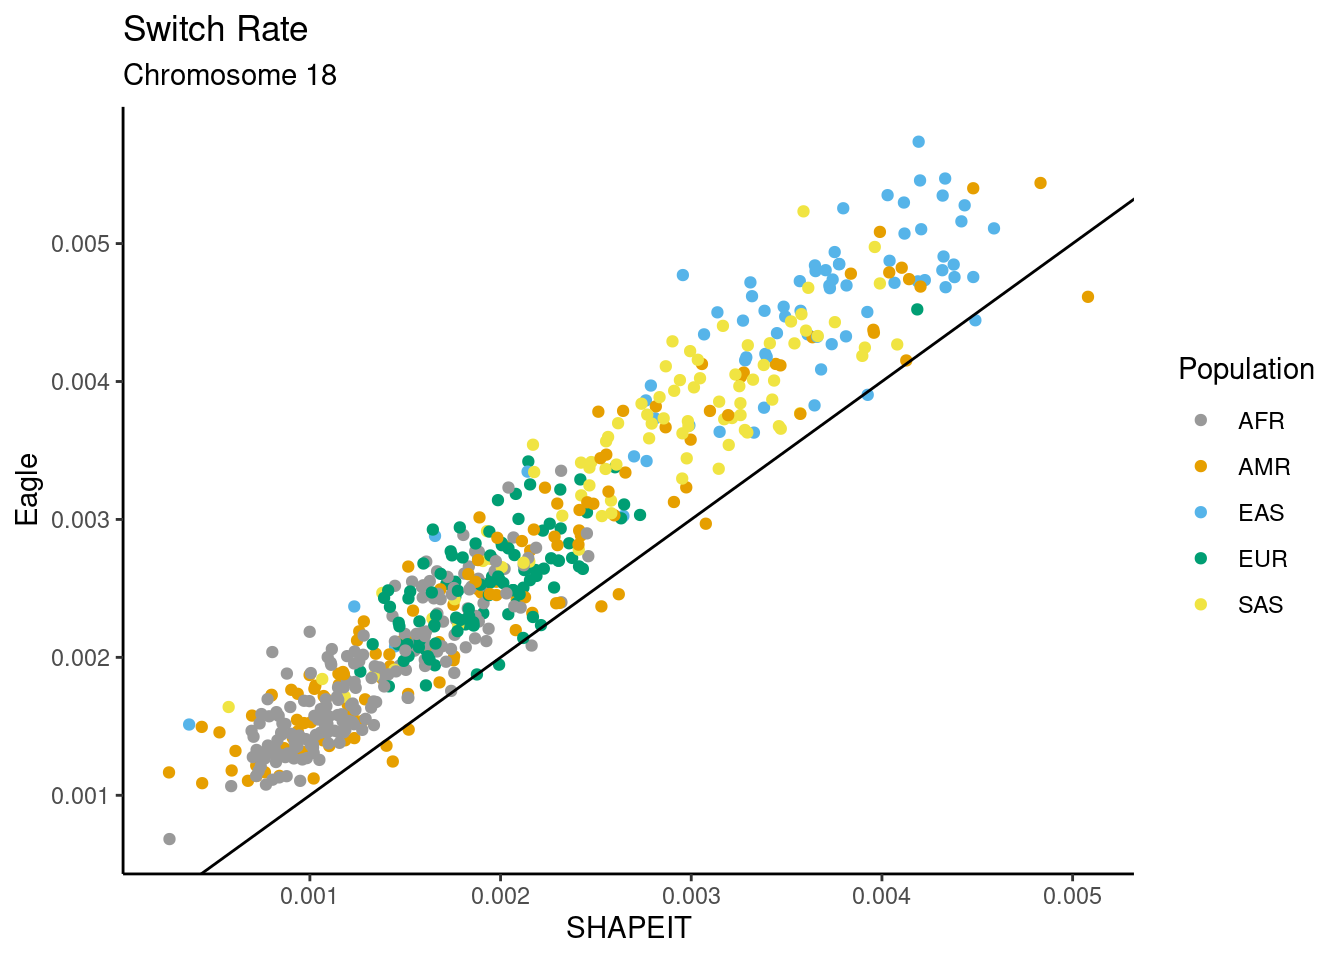 Switch Rate
Chromosome 18
Eagle
0.005
0.004
0.003
0.002
0.001
0.001 0.002 0.003 0.004 0.005
SHAPEIT
Population
AFR
AMR
EAS
EUR
SAS